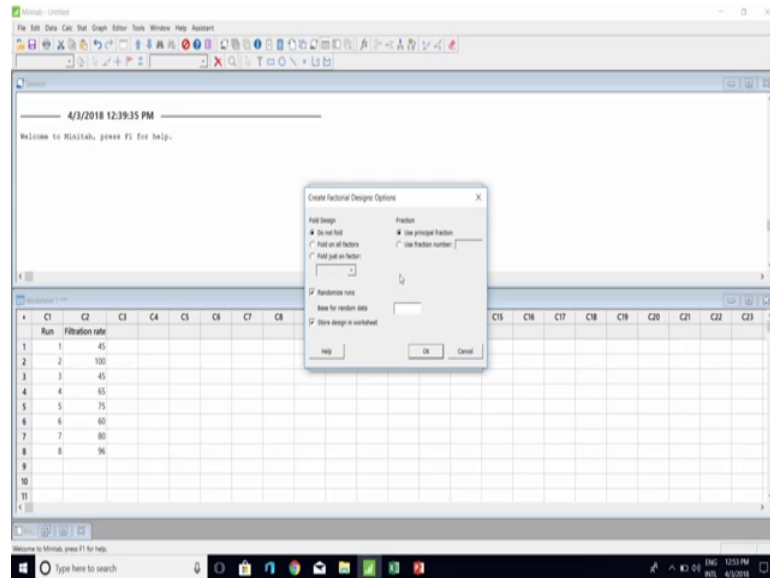 Minitab - Untitled
File Edit Data Calc Stat Graph Editor Tools Window Help Assistant
Session
4/3/2018 12:39:35 PM
Welcome to Minitab, press F1 for help.
Create Factorial Designs: Options
Fold Design
Fraction
Do not fold
Use principal fraction
Fold on all factors
Use fraction number:
Fold just on factor:
Randomize runs
Base for random data
Store design in worksheet
Help OK Cancel
Worksheet 1 ***
C1 C2 C3 C4 C5 C6 C7 C8 C15 C16 C17 C18 C19 C20 C21 C22 C23
Run Filtration rate
1 1 45
2 2 100
3 3 45
4 4 65
5 5 75
6 6 60
7 7 80
8 8 96
9
10
11
Welcome to Minitab, press F1 for help.
Type here to search
ENG 12:53 PM
INTL 4/3/2018